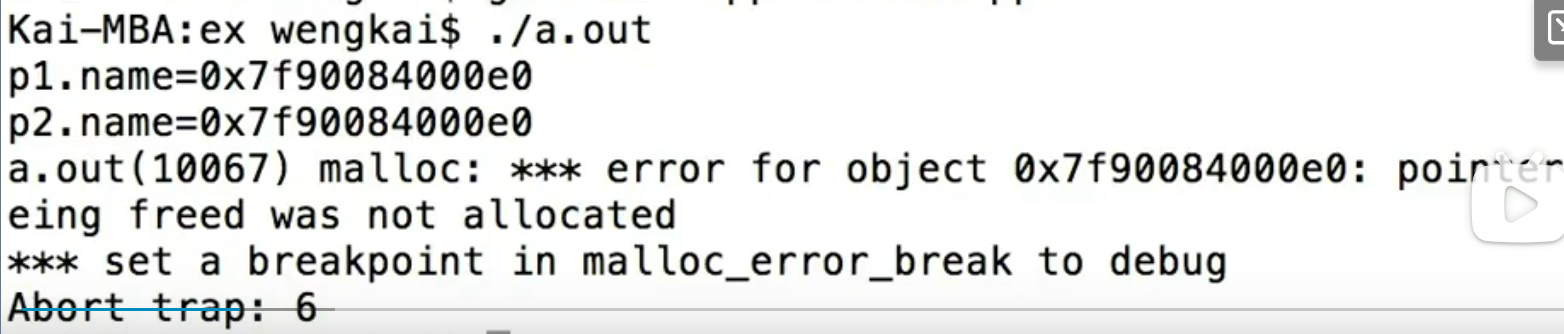 Kai-MBA:ex wengkai$ ./a.out
p1.name=0x7f90084000e0
p2.name=0x7f90084000e0
a.out(10067) malloc: *** error for object 0x7f90084000e0: pointer
eing freed was not allocated
*** set a breakpoint in malloc_error_break to debug
Abort trap: 6